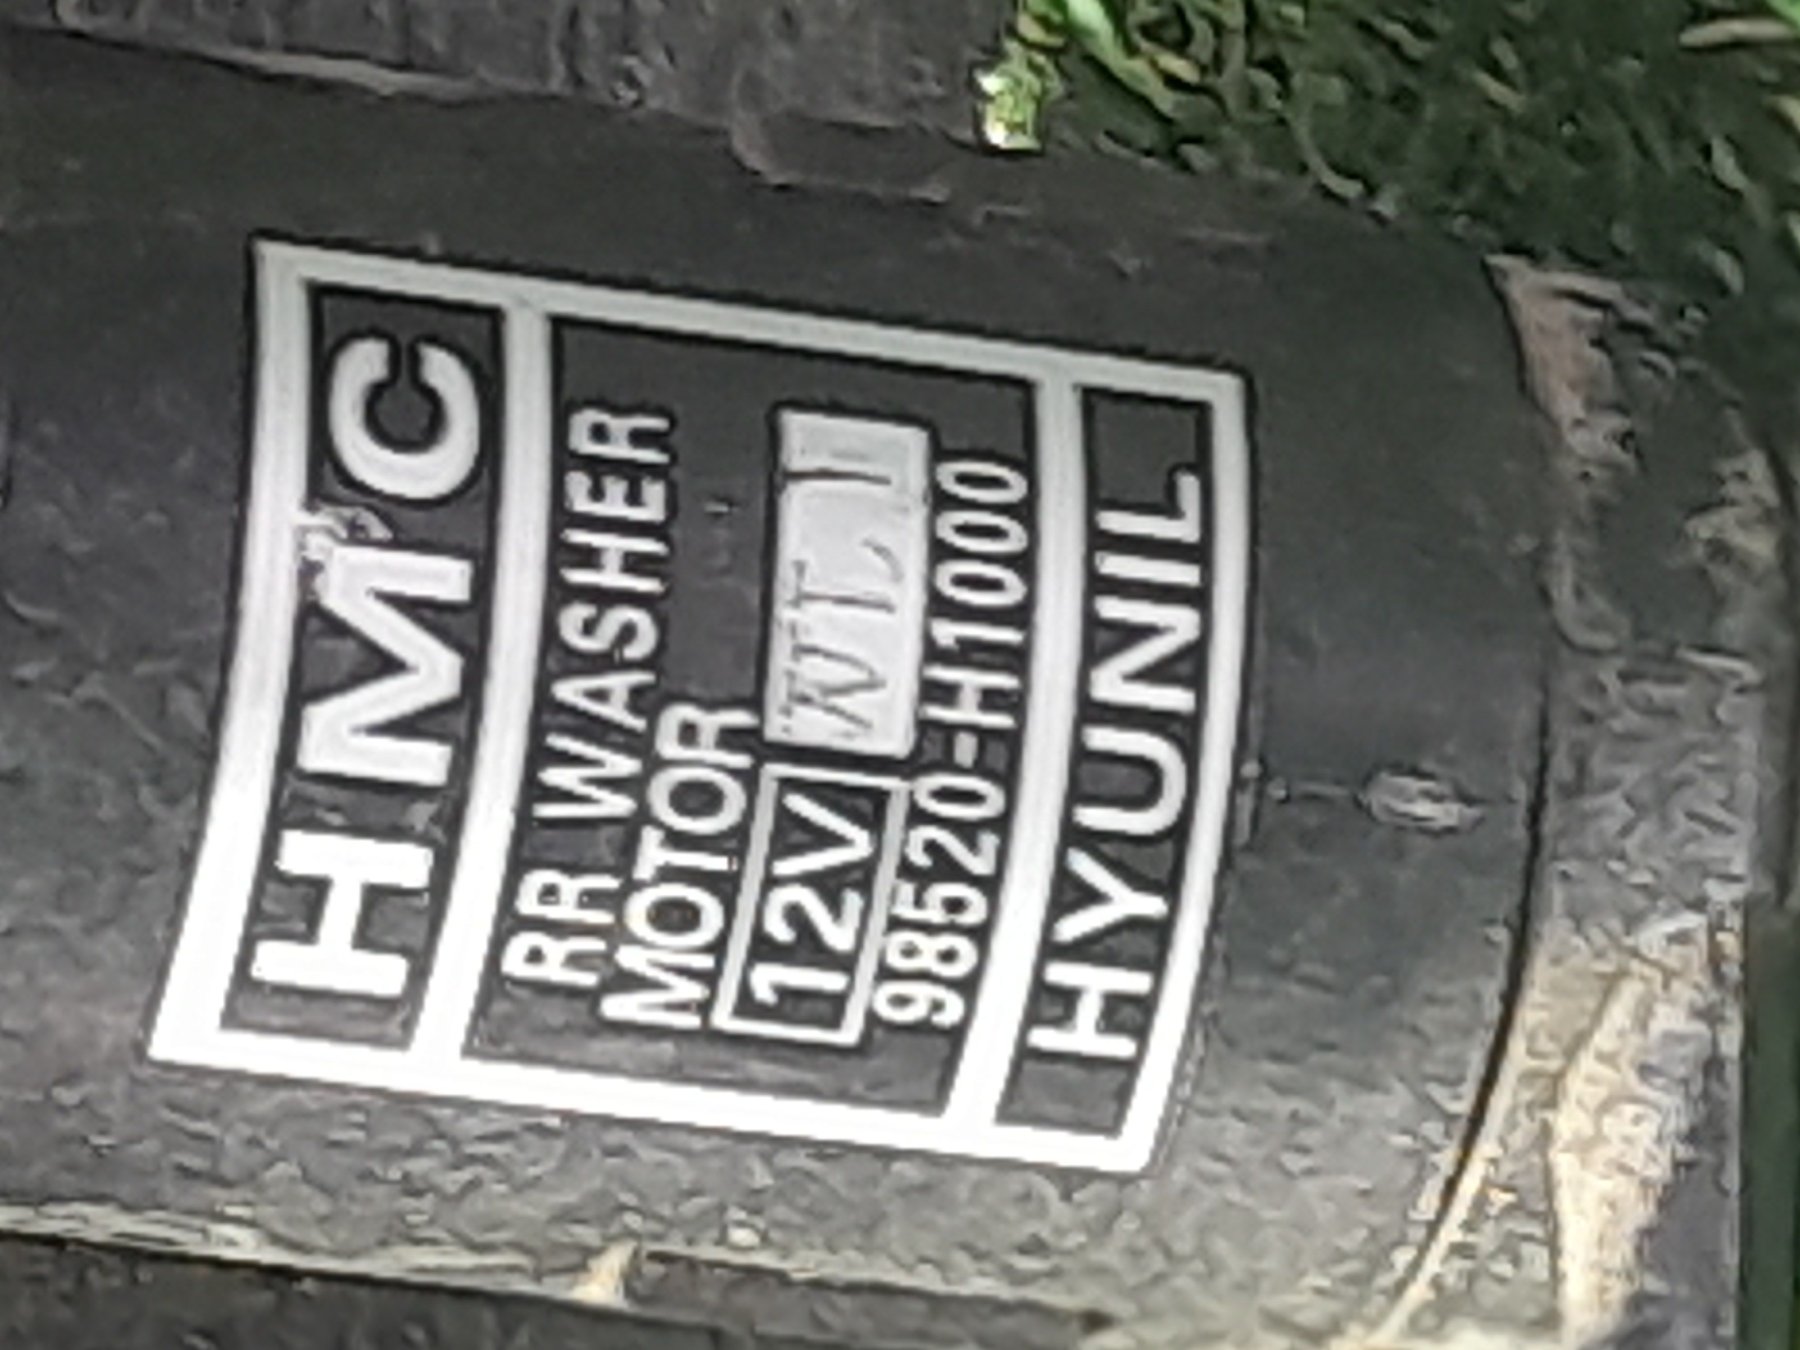 HMC
RR WASHER
MOTOR
12V
98520-H1000
HYUNIL